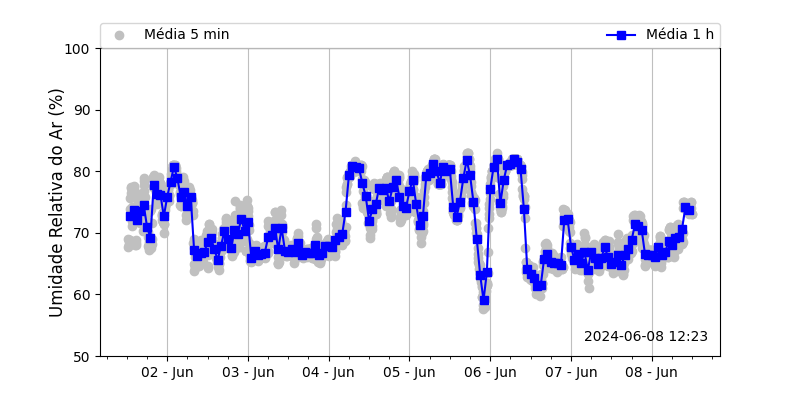 Média 5 min Média 1 h
Umidade Relativa do Ar (%)
100
90
80
70
60
50
2024-06-08 12:23
02 - Jun 03 - Jun 04 - Jun 05 - Jun 06 - Jun 07 - Jun 08 - Jun